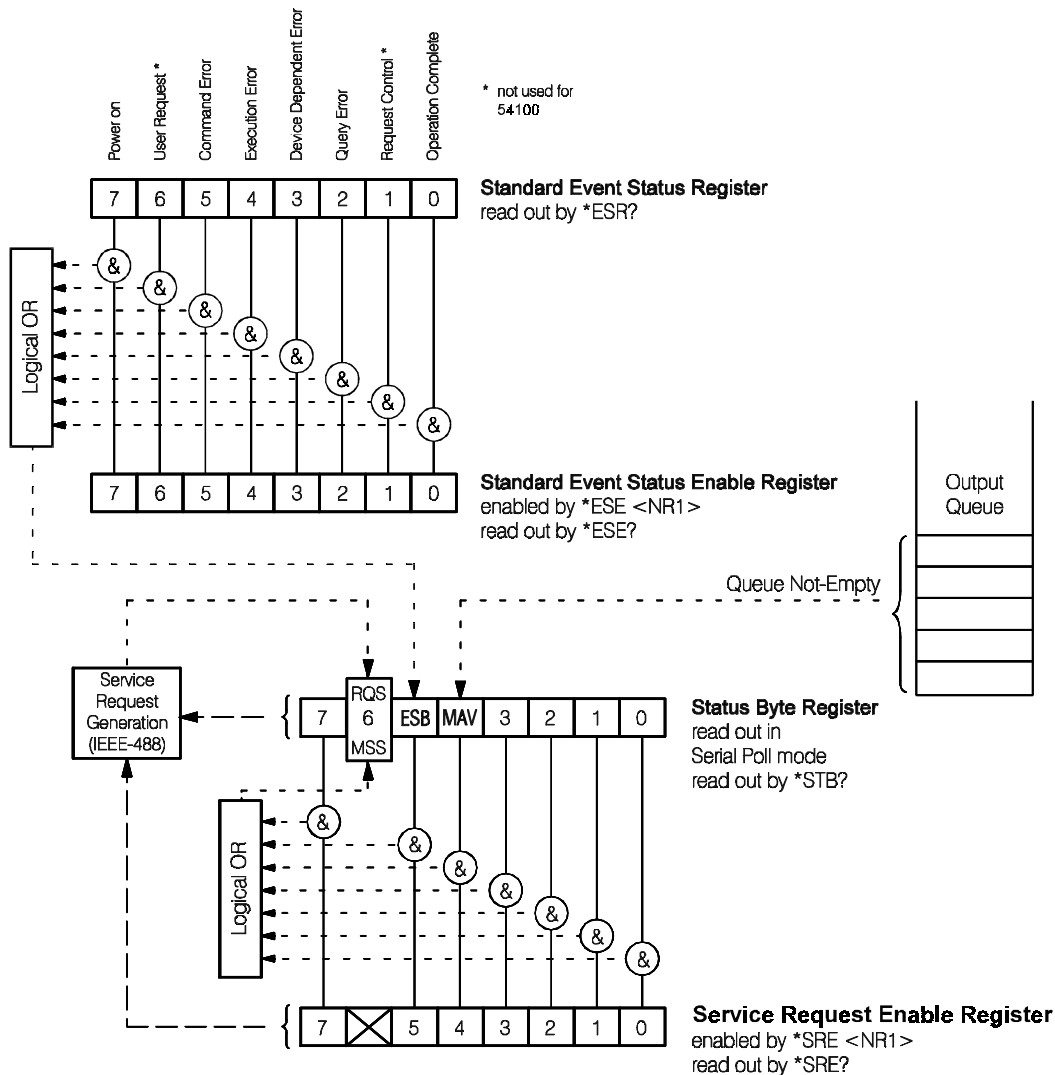 Power on
User Request *
Command Error
Execution Error
Device Dependent Error
Query Error
Request Control *
Operation Complete
* not used for
54100
7 6 5 4 3 2 1 0
Standard Event Status Register
read out by *ESR?
Logical OR
&
&
&
&
&
&
&
&
7 6 5 4 3 2 1 0
Standard Event Status Enable Register
enabled by *ESE <NR1>
read out by *ESE?
Output
Queue
Queue Not-Empty
Service
Request
Generation
(IEEE-488)
RQS
7 6 ESB MAV 3 2 1 0
MSS
Status Byte Register
read out in
Serial Poll mode
read out by *STB?
Logical OR
&
&
&
&
&
&
&
7 5 4 3 2 1 0
Service Request Enable Register
enabled by *SRE <NR1>
read out by *SRE?